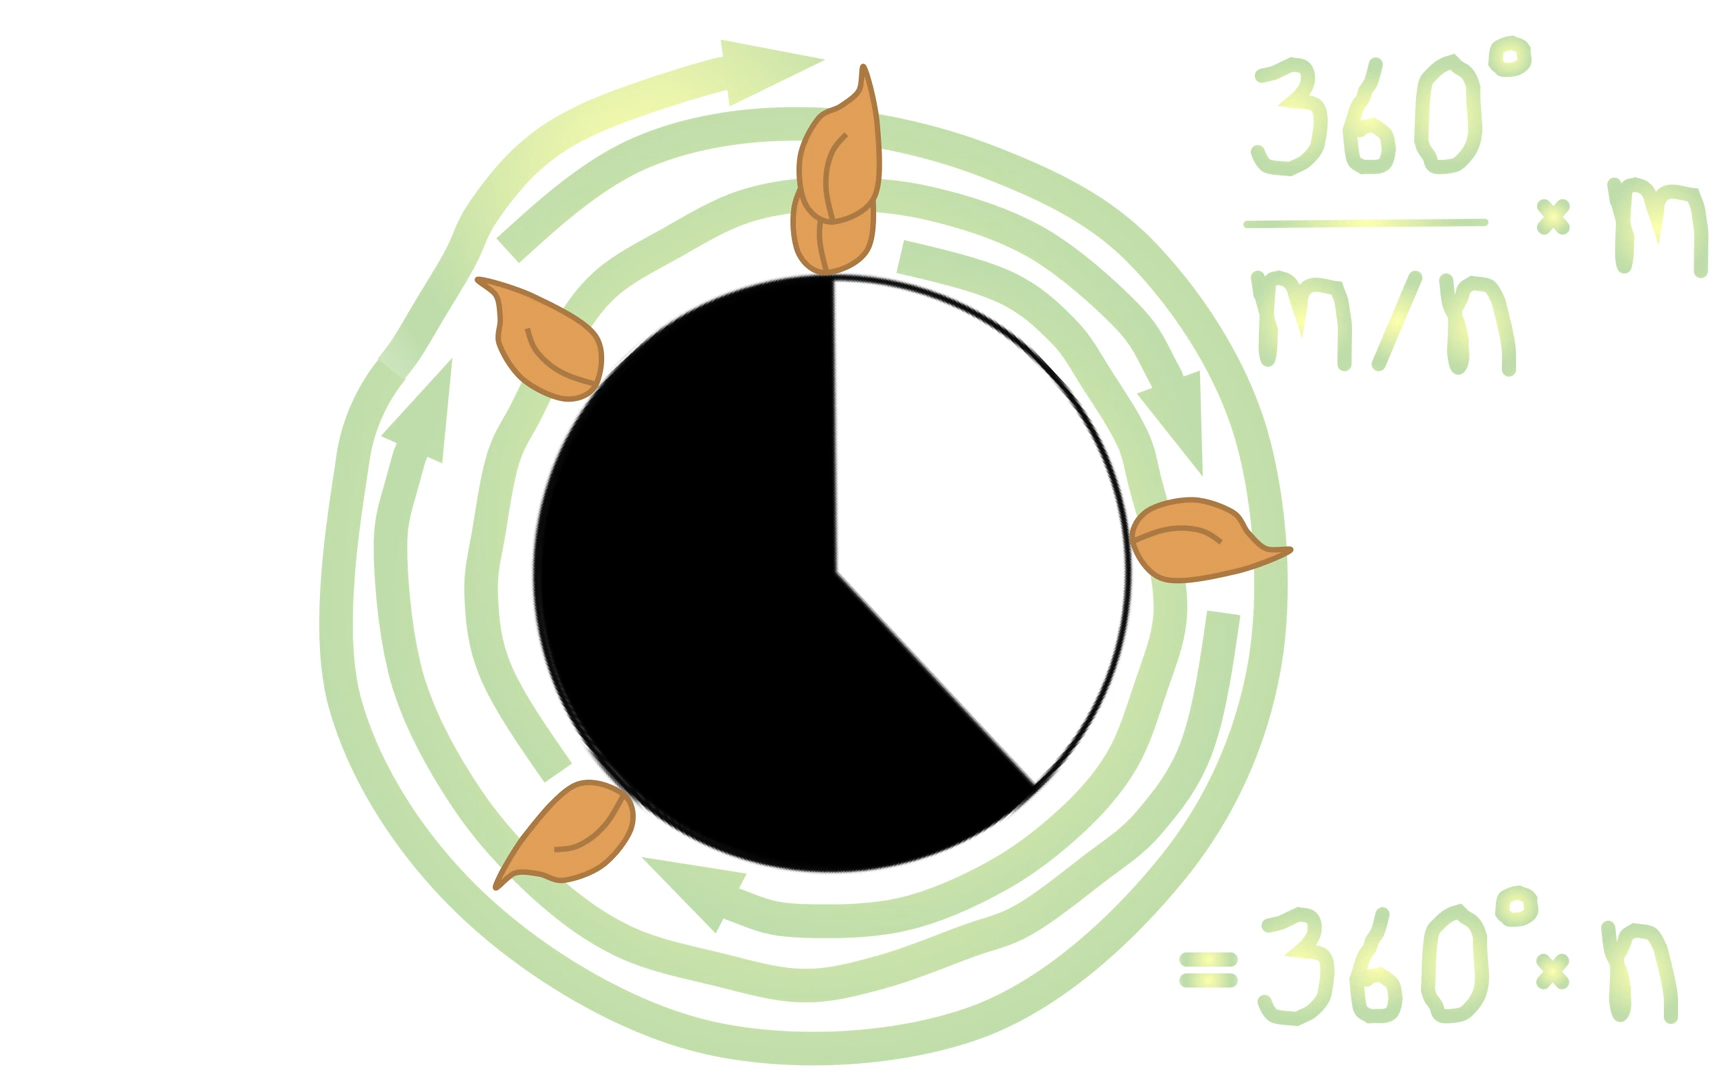 360°
m/n × m
= 360° × n